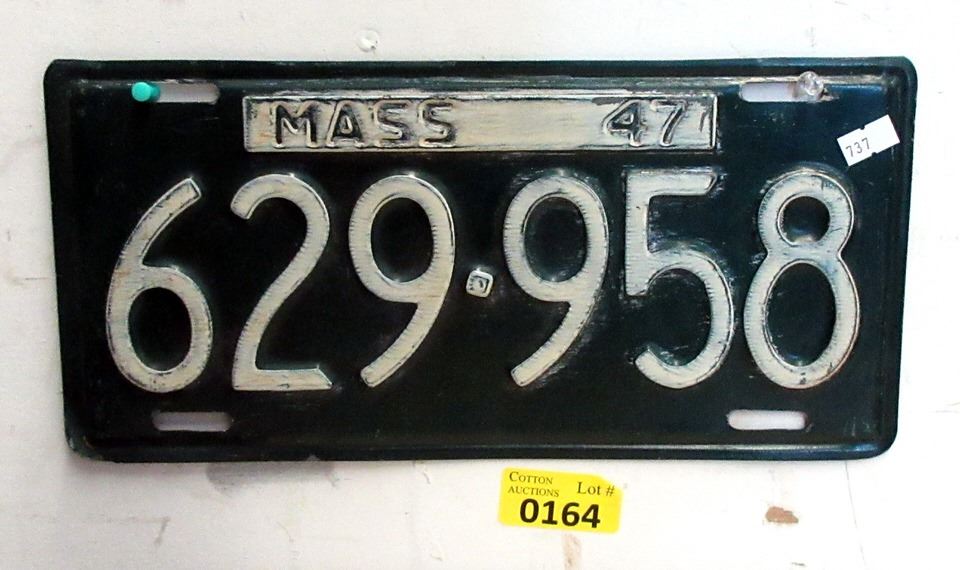 MASS 47
737
629·958
COTTON AUCTIONS Lot #
0164